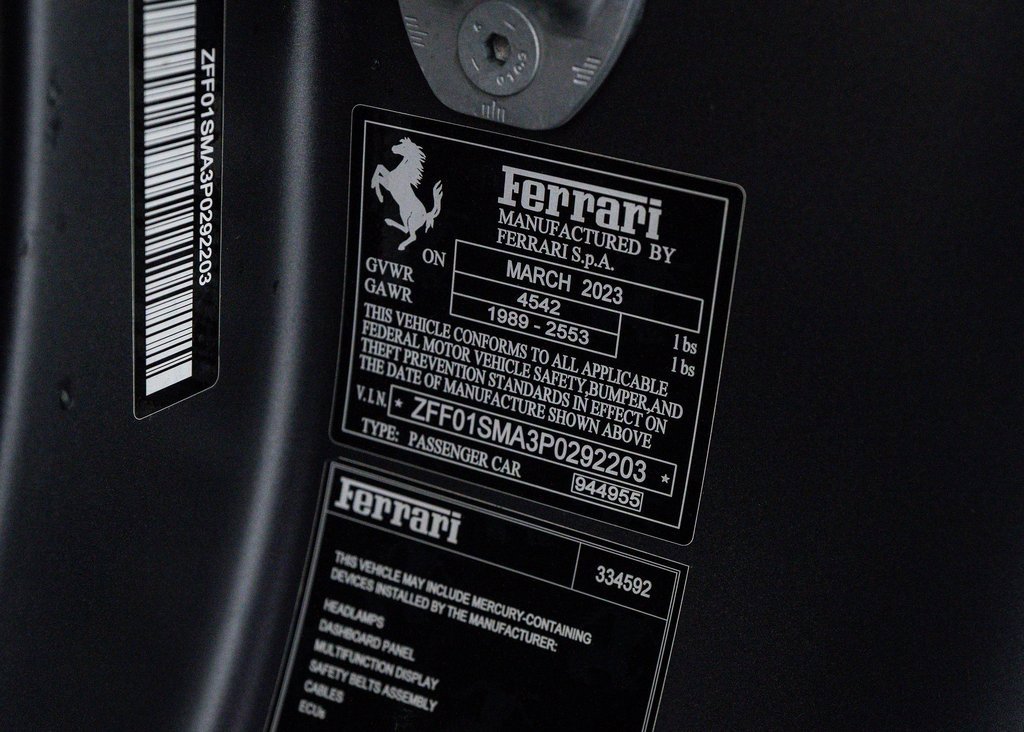 ZFF01SMA3P0292203
0165
Ferrari
MANUFACTURED BY
FERRARI S.p.A.
ON MARCH 2023
GVWR 4542 lbs
GAWR 1989 - 2553 lbs
THIS VEHICLE CONFORMS TO ALL APPLICABLE
FEDERAL MOTOR VEHICLE SAFETY,BUMPER,AND
THEFT PREVENTION STANDARDS IN EFFECT ON
THE DATE OF MANUFACTURE SHOWN ABOVE
V.I.N. * ZFF01SMA3P0292203 *
TYPE: PASSENGER CAR
944955
Ferrari
334592
THIS VEHICLE MAY INCLUDE MERCURY-CONTAINING
DEVICES INSTALLED BY THE MANUFACTURER:
HEADLAMPS
DASHBOARD PANEL
MULTIFUNCTION DISPLAY
SAFETY BELTS ASSEMBLY
CABLES
ECUs